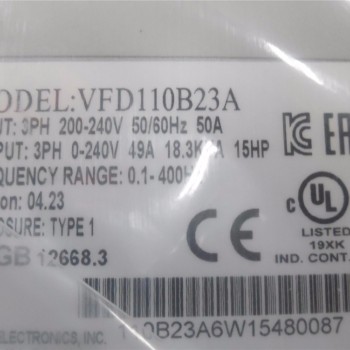 ODEL:VFD110B23A
UT: 3PH 200-240V 50/60Hz 50A
PUT: 3PH 0-240V 49A 18.3K A 15HP
EQUENCY RANGE: 0.1-400H
on: 04.23
OSURE: TYPE 1
GB 12668.3
CE
c UL
LISTED
19XK
IND. CONT.
ELECTRONICS, INC.
0B23A6W15480087